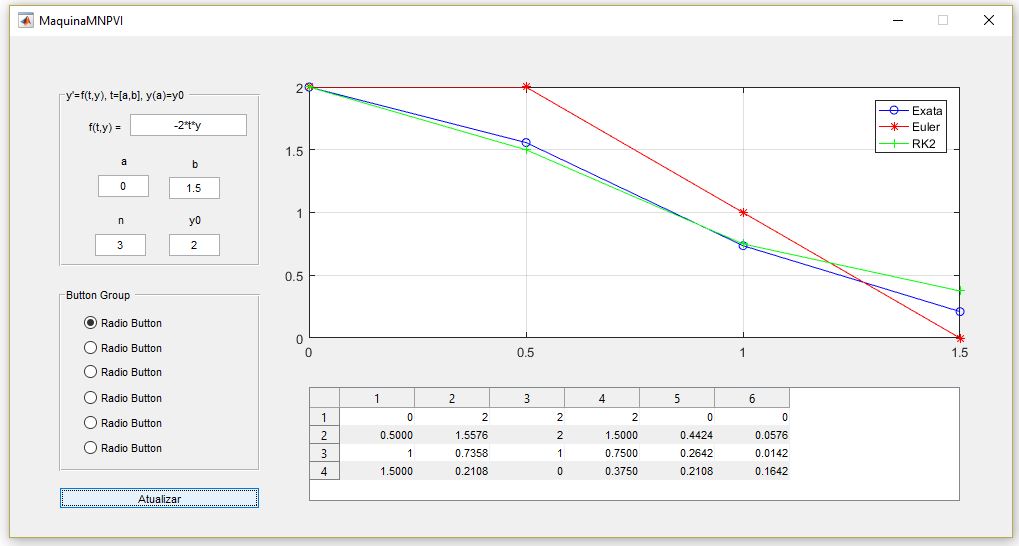 MaquinaMNPVI
y'=f(t,y), t=[a,b], y(a)=y0
f(t,y) = -2*t*y
a b
0 1.5
n y0
3 2
Button Group
Radio Button
Radio Button
Radio Button
Radio Button
Radio Button
Radio Button
Atualizar
2
1.5
1
0.5
0
0 0.5 1 1.5
Exata
Euler
RK2
1 2 3 4 5 6
1 0 2 2 2 0 0
2 0.5000 1.5576 2 1.5000 0.4424 0.0576
3 1 0.7358 1 0.7500 0.2642 0.0142
4 1.5000 0.2108 0 0.3750 0.2108 0.1642